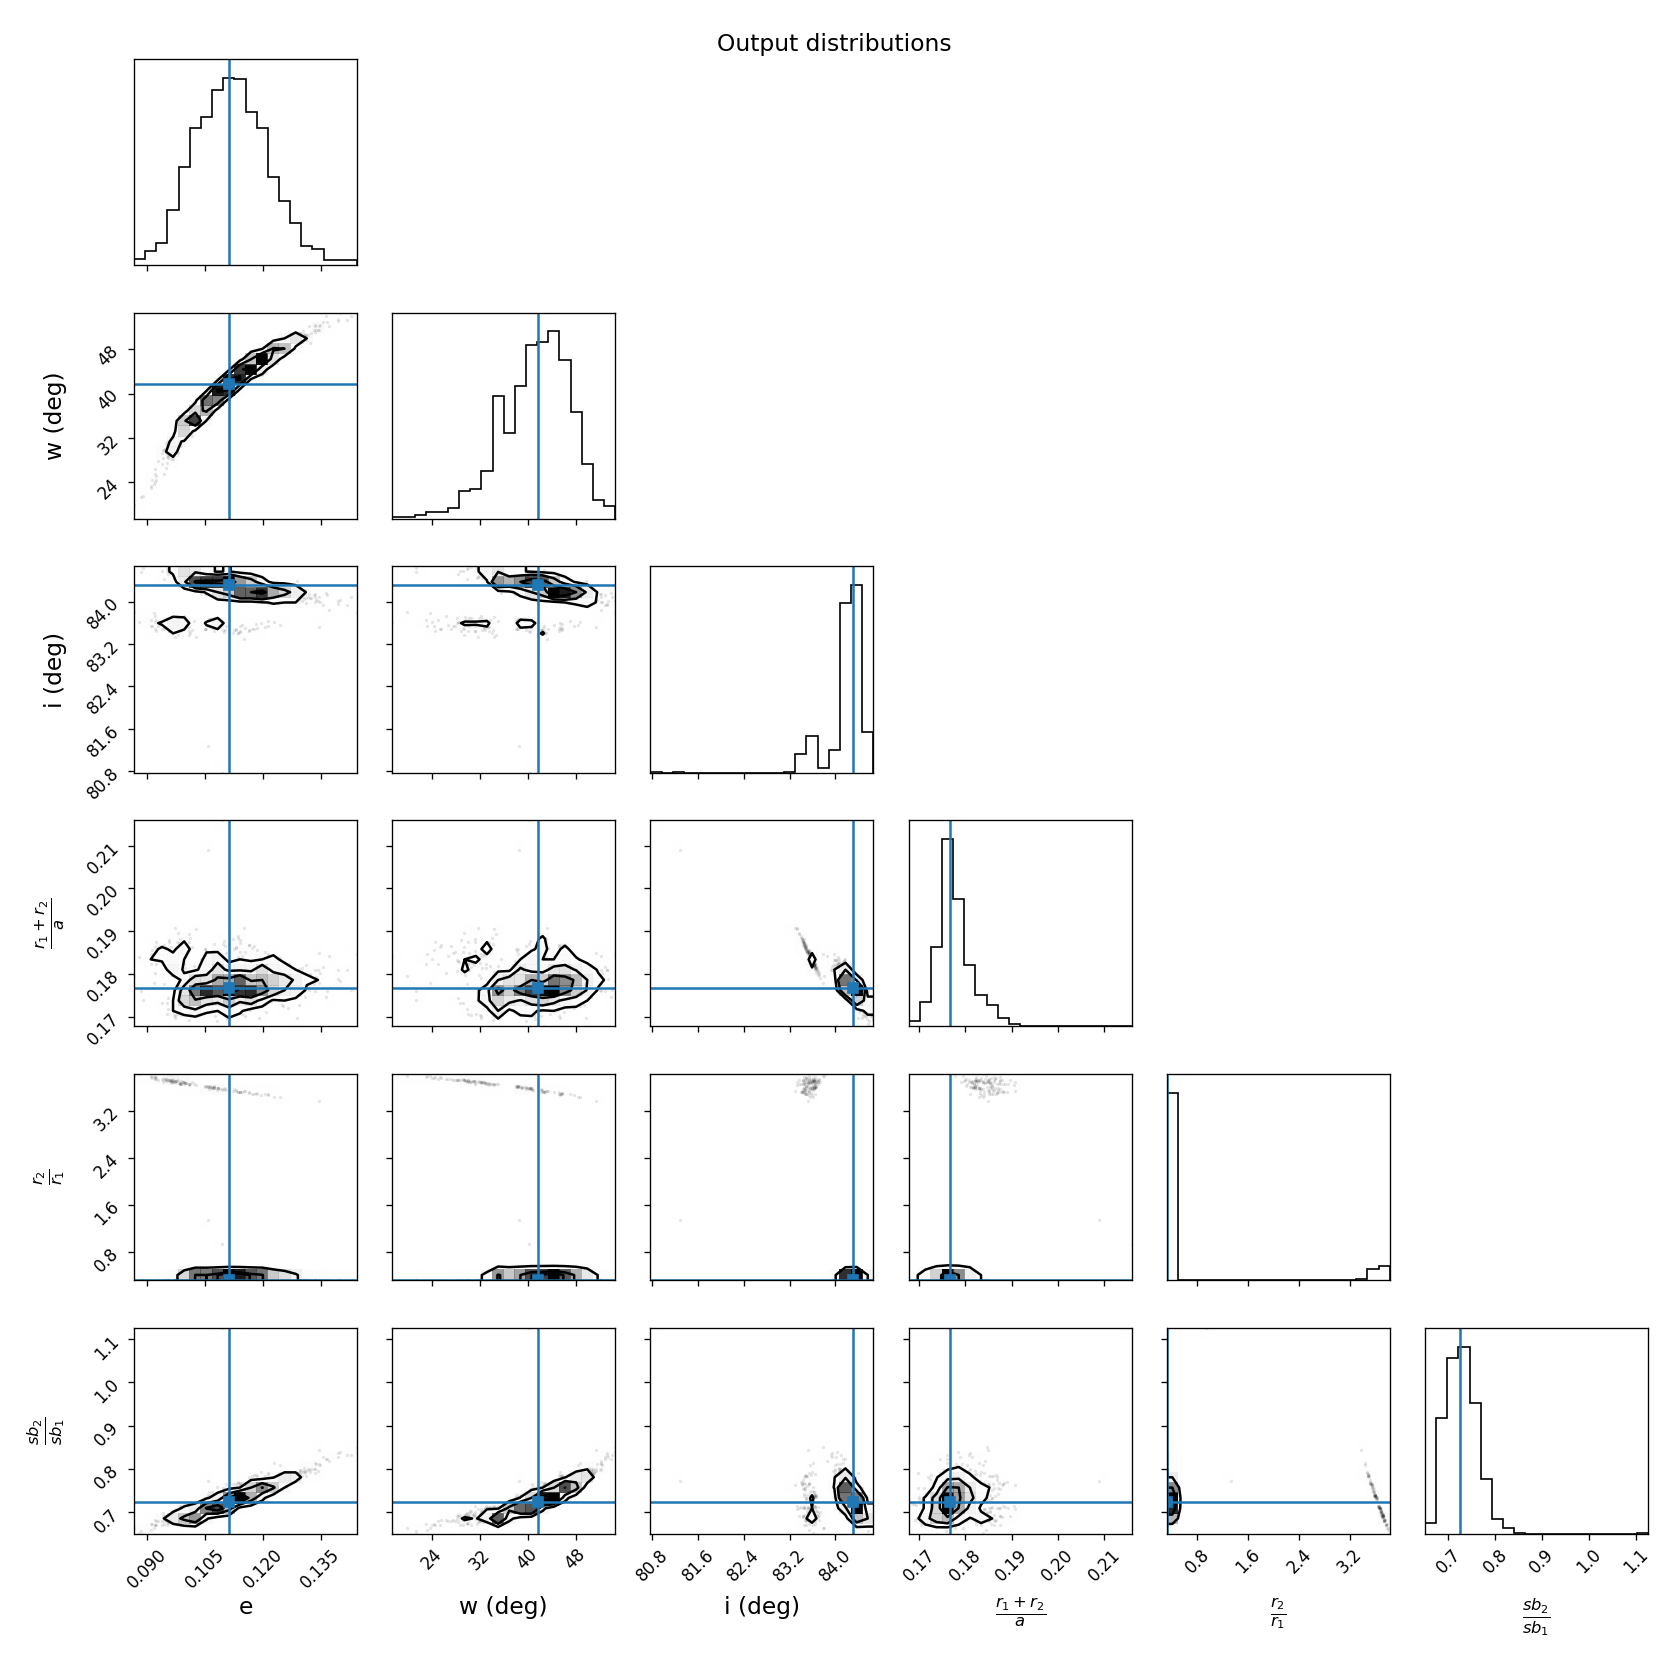 Output distributions
w (deg)
48
40
32
24
i (deg)
84.0
83.2
82.4
81.6
80.8
r₁ + r₂
a
0.21
0.20
0.19
0.18
0.17
r₂
r₁
3.2
2.4
1.6
0.8
sb₂
sb₁
1.1
1.0
0.9
0.8
0.7
0.090 0.105 0.120 0.135
24 32 40 48
80.8 81.6 82.4 83.2 84.0
0.17 0.18 0.19 0.20 0.21
0.8 1.6 2.4 3.2
0.7 0.8 0.9 1.0 1.1
e
w (deg)
i (deg)
r₁ + r₂
a
r₂
r₁
sb₂
sb₁